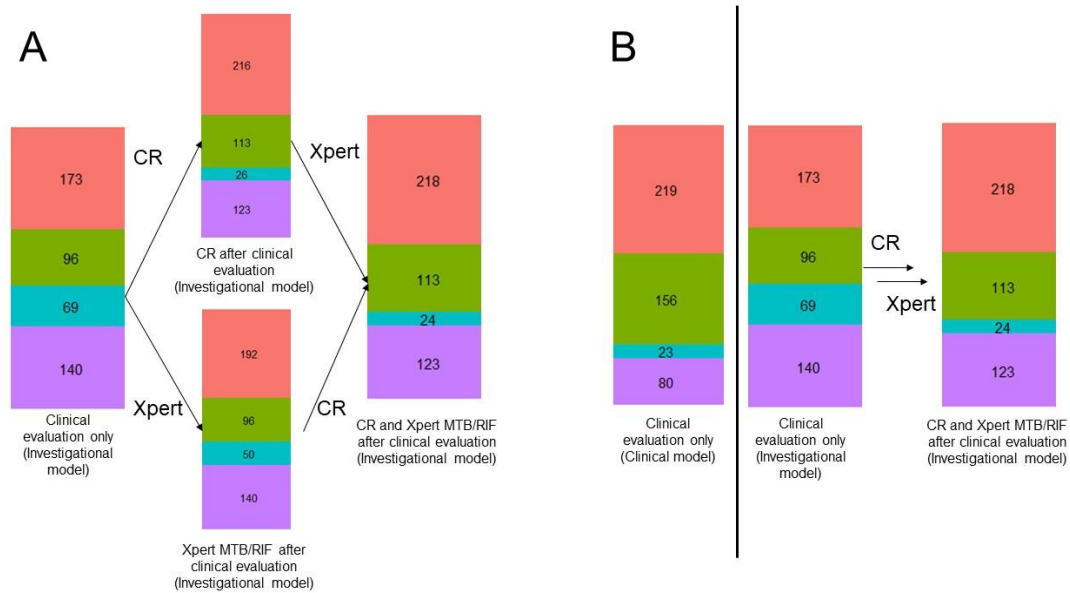 A
173
96
69
140
Clinical
evaluation only
(Investigational
model)
CR
Xpert
216
113
26
123
CR after clinical
evaluation
(Investigational model)
192
96
50
140
Xpert MTB/RIF after
clinical evaluation
(Investigational model)
Xpert
CR
218
113
24
123
CR and Xpert MTB/RIF
after clinical evaluation
(Investigational model)
B
219
156
23
80
Clinical
evaluation only
(Clinical model)
173
96
69
140
Clinical
evaluation only
(Investigational
model)
CR
Xpert
218
113
24
123
CR and Xpert MTB/RIF
after clinical evaluation
(Investigational model)